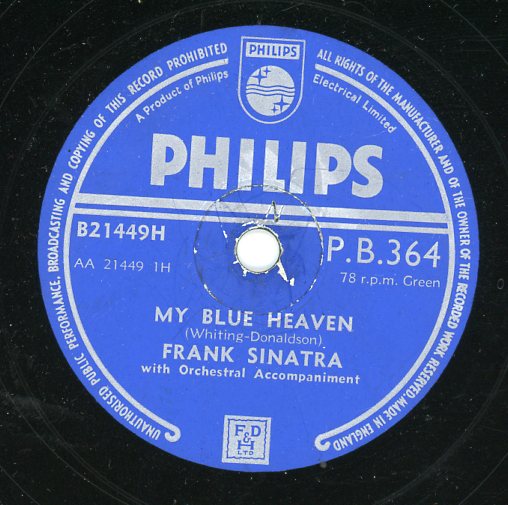 UNAUTHORISED PUBLIC PERFORMANCE, BROADCASTING AND COPYING OF THIS RECORD PROHIBITED
ALL RIGHTS OF THE MANUFACTURER AND OF THE OWNER OF THE RECORDED WORK RESERVED. MADE IN ENGLAND
PHILIPS
A Product of Philips Electrical Limited
PHILIPS
B21449H
P.B.364
AA 21449 1H
78 r.p.m. Green
MY BLUE HEAVEN
(Whiting-Donaldson)
FRANK SINATRA
with Orchestral Accompaniment
F&D
H
LTD